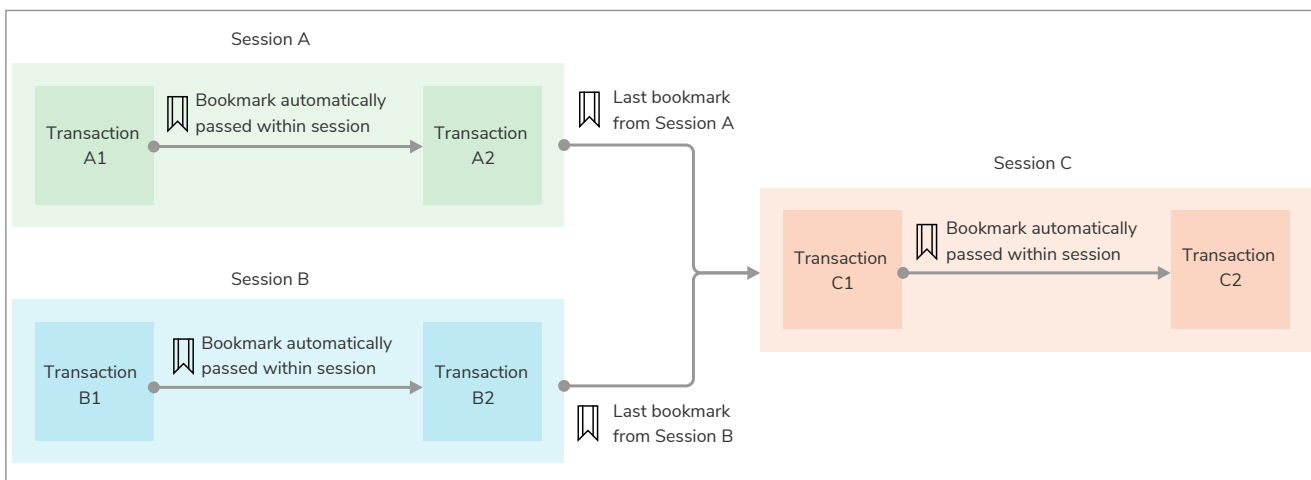 Session A
Transaction
A1
Bookmark automatically
passed within session
Transaction
A2
Last bookmark
from Session A
Session B
Transaction
B1
Bookmark automatically
passed within session
Transaction
B2
Last bookmark
from Session B
Session C
Transaction
C1
Bookmark automatically
passed within session
Transaction
C2